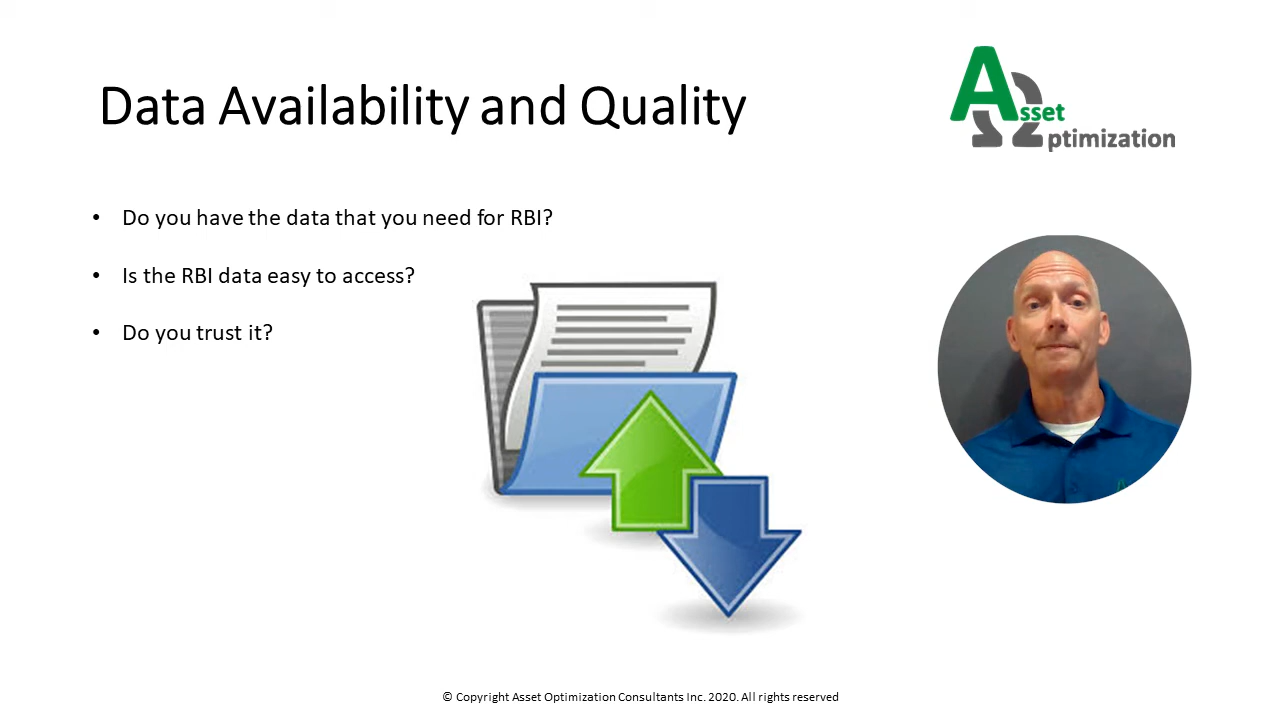 Data Availability and Quality
Asset
Optimization
• Do you have the data that you need for RBI?
• Is the RBI data easy to access?
• Do you trust it?
© Copyright Asset Optimization Consultants Inc. 2020. All rights reserved